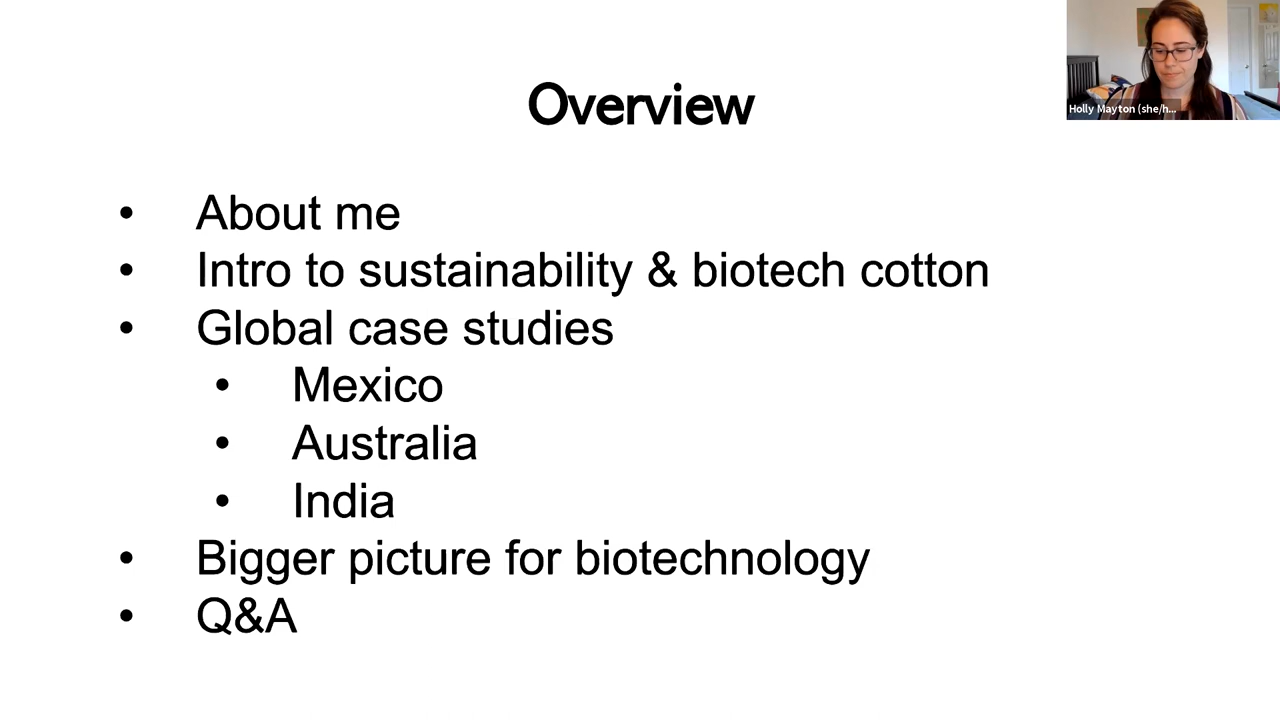 Overview
Holly Mayton (she/h...
• About me
• Intro to sustainability & biotech cotton
• Global case studies
• Mexico
• Australia
• India
• Bigger picture for biotechnology
• Q&A